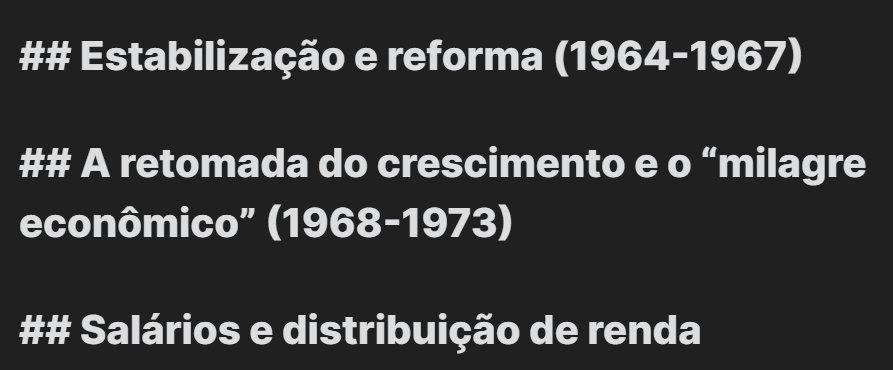 ## Estabilização e reforma (1964-1967)
## A retomada do crescimento e o “milagre
econômico” (1968-1973)
## Salários e distribuição de renda